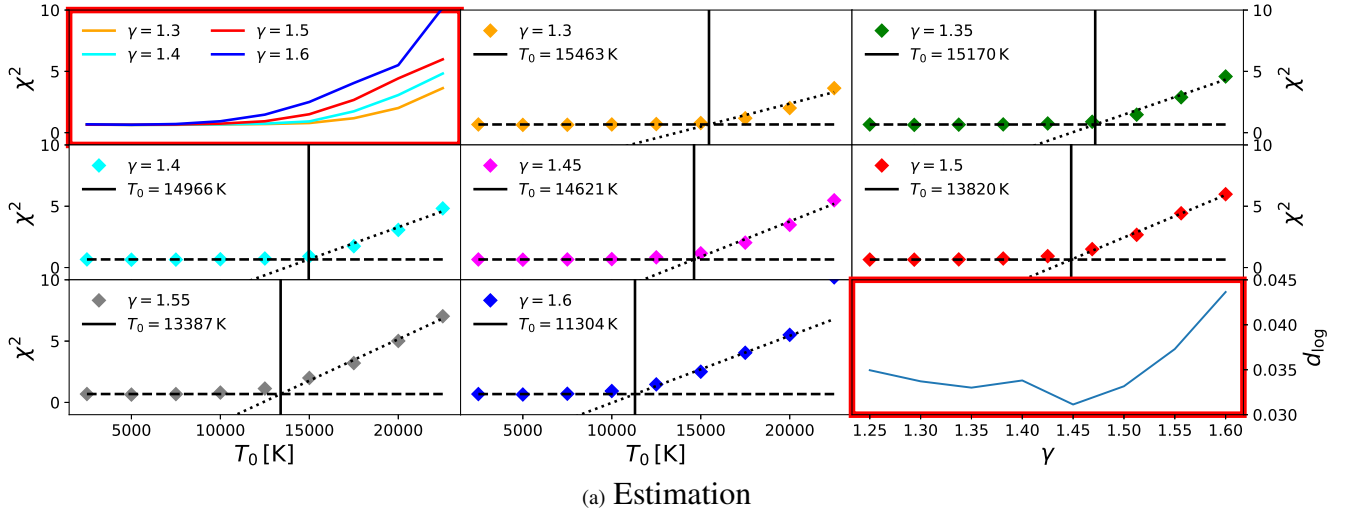 10
5
0
χ²
γ = 1.3
γ = 1.4
γ = 1.5
γ = 1.6
γ = 1.3
T₀ = 15463 K
γ = 1.35
T₀ = 15170 K
10
5
0
χ²
10
5
0
χ²
γ = 1.4
T₀ = 14966 K
γ = 1.45
T₀ = 14621 K
γ = 1.5
T₀ = 13820 K
10
5
0
χ²
10
5
0
χ²
γ = 1.55
T₀ = 13387 K
γ = 1.6
T₀ = 11304 K
0.045
0.040
0.035
0.030
d_log
5000 10000 15000 20000
T₀ [K]
5000 10000 15000 20000
T₀ [K]
1.25 1.30 1.35 1.40 1.45 1.50 1.55 1.60
γ
(a) Estimation